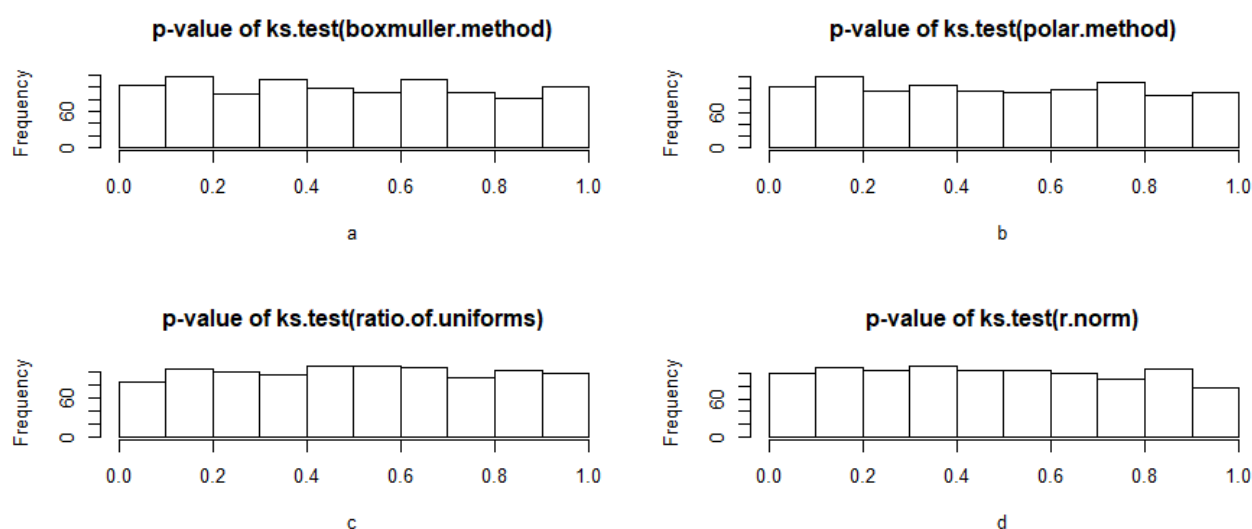 p-value of ks.test(boxmuller.method)
Frequency
0 60
0.0 0.2 0.4 0.6 0.8 1.0
a
p-value of ks.test(polar.method)
Frequency
0 60
0.0 0.2 0.4 0.6 0.8 1.0
b
p-value of ks.test(ratio.of.uniforms)
Frequency
0 60
0.0 0.2 0.4 0.6 0.8 1.0
c
p-value of ks.test(r.norm)
Frequency
0 60
0.0 0.2 0.4 0.6 0.8 1.0
d